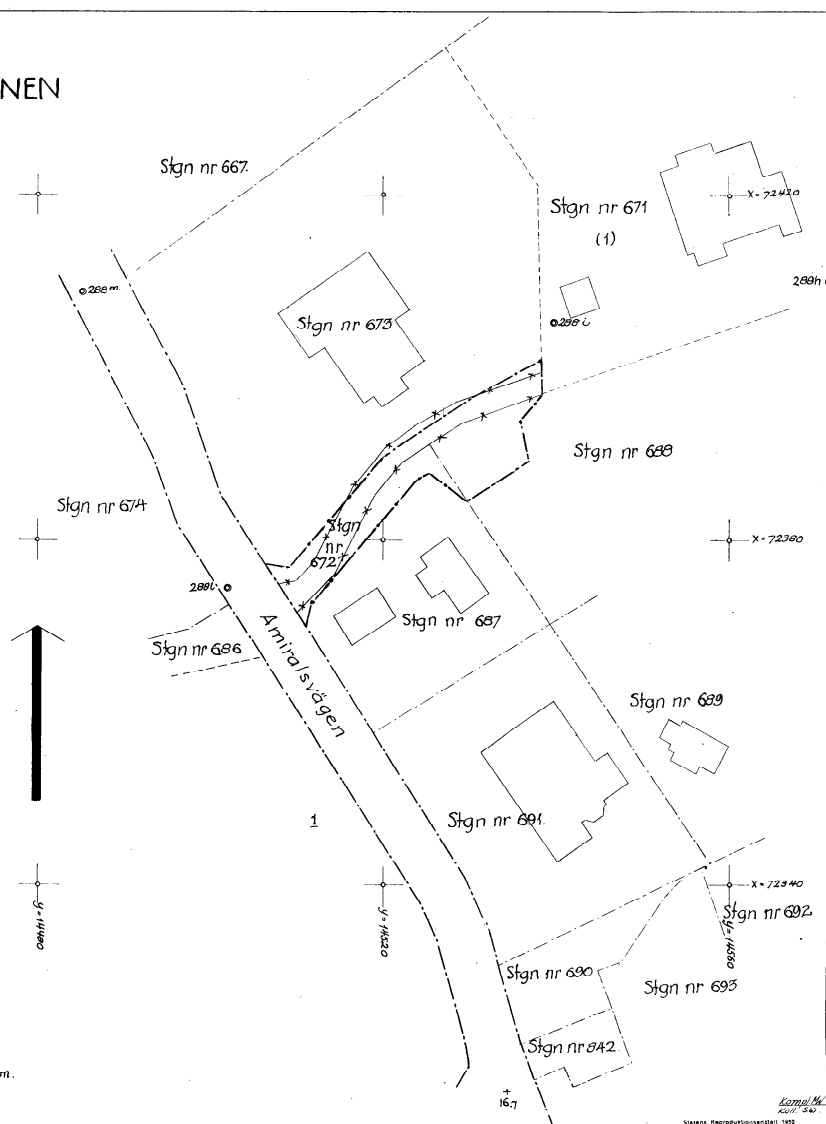 NEN
Stgn nr 667.
Stgn nr 671
(1)
X = 72420
288m.
288h
288i
Stgn nr 673
Stgn nr 688
Stgn nr 674
Stgn
nr
672
X = 72380
288l
Amiralsvägen
Stgn nr 687
Stgn nr 686
Stgn nr 689
1
Stgn nr 691.
X = 72340
y = 14480
y = 14520
y = 14560
Stgn nr 692
Stgn nr 690
Stgn nr 693
Stgn nr 842
m.
16.7
Kompl.
Koll.
Statens Reproduktionsanstalt 1952